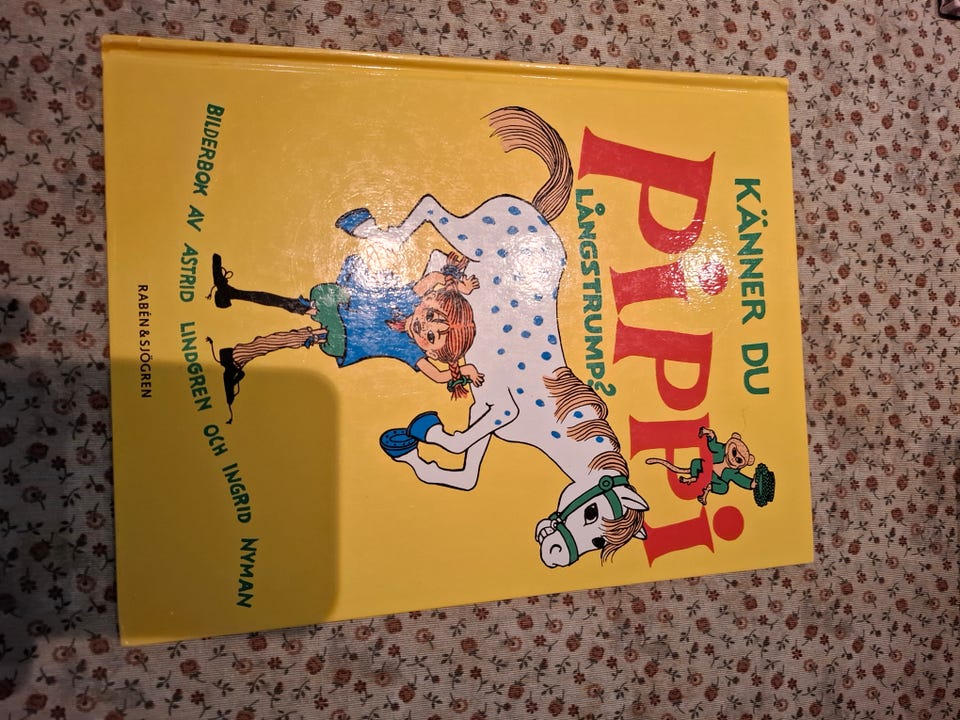 KÄNNER DU
PIPPI
LÅNGSTRUMP?
BILDERBOK AV ASTRID LINDGREN OCH INGRID NYMAN
RABÉN & SJÖGREN